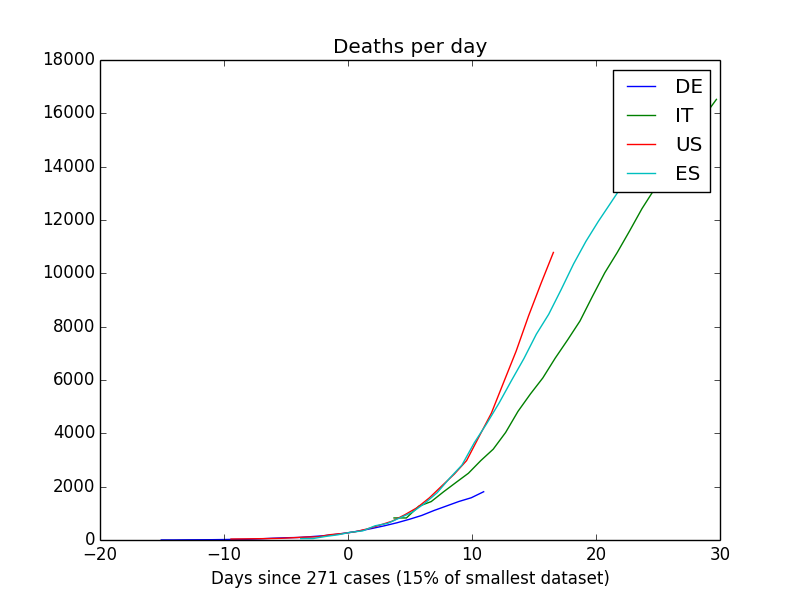 Deaths per day
18000
16000
14000
12000
10000
8000
6000
4000
2000
0
DE
IT
US
ES
−20
−10
0
10
20
30
Days since 271 cases (15% of smallest dataset)